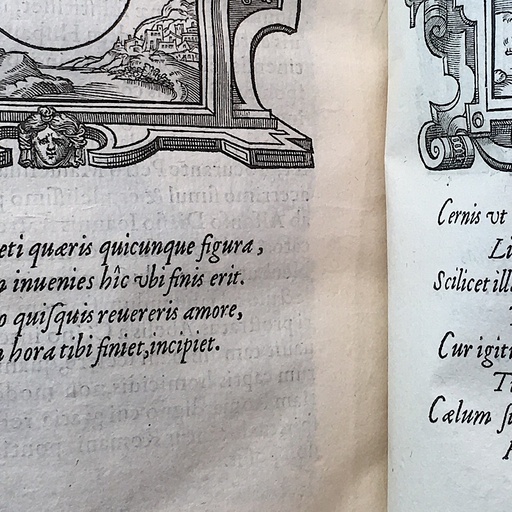 eti quæris quicunque figura,
inuenies hîc vbi finis erit.
o quiſquis reuereris amore,
hora tibi finiet, incipiet.
Cernis vt
Li
Scilicet ill
Cur igit
T
Cælum ſu